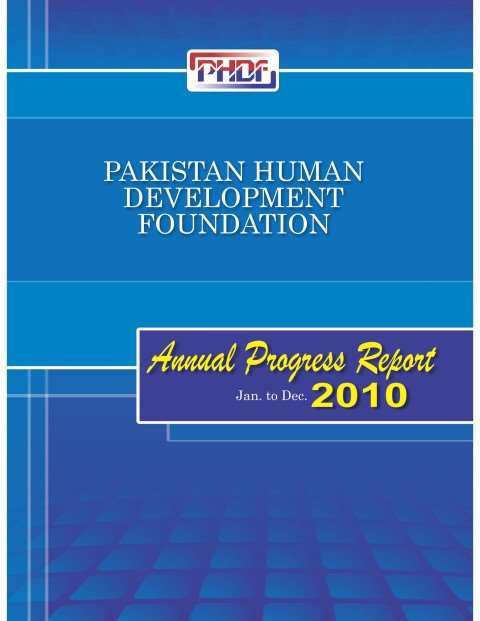 PHDF
PAKISTAN HUMAN
DEVELOPMENT
FOUNDATION
Annual Progress Report
Jan. to Dec. 2010